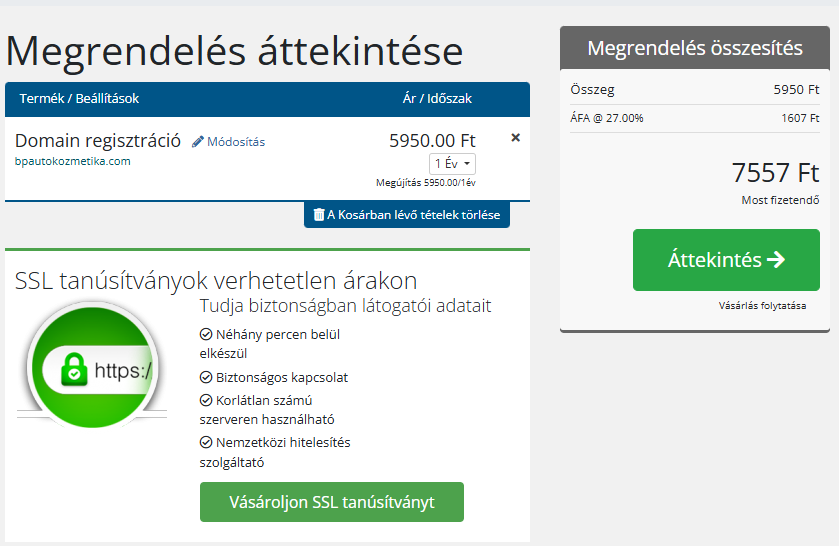 Megrendelés áttekintése
Termék / Beállítások Ár / Időszak
Domain regisztráció Módosítás 5950.00 Ft
bpautokozmetika.com
1 Év
Megújítás 5950.00/1év
A Kosárban lévő tételek törlése
SSL tanúsítványok verhetetlen árakon
Tudja biztonságban látogatói adatait
https:/
Néhány percen belül
elkészül
Biztonságos kapcsolat
Korlátlan számú
szerveren használható
Nemzetközi hitelesítés
szolgáltató
Vásároljon SSL tanúsítványt
Megrendelés összesítés
Összeg 5950 Ft
ÁFA @ 27.00% 1607 Ft
7557 Ft
Most fizetendő
Áttekintés
Vásárlás folytatása